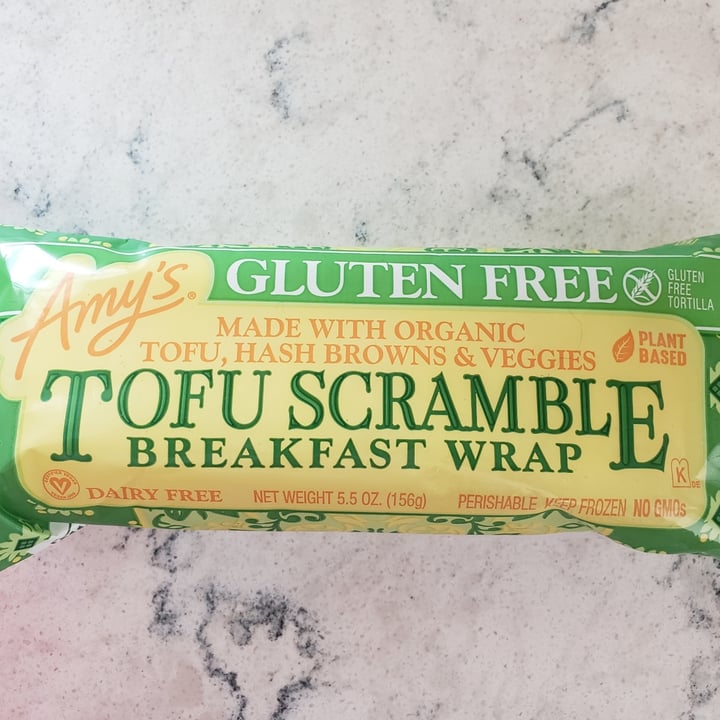 Amy's®
GLUTEN FREE
GLUTEN
FREE
TORTILLA
MADE WITH ORGANIC
TOFU, HASH BROWNS & VEGGIES
PLANT
BASED
TOFU SCRAMBLE
BREAKFAST WRAP
K DE
DAIRY FREE
NET WEIGHT 5.5 OZ. (156g)
PERISHABLE KEEP FROZEN NO GMOs